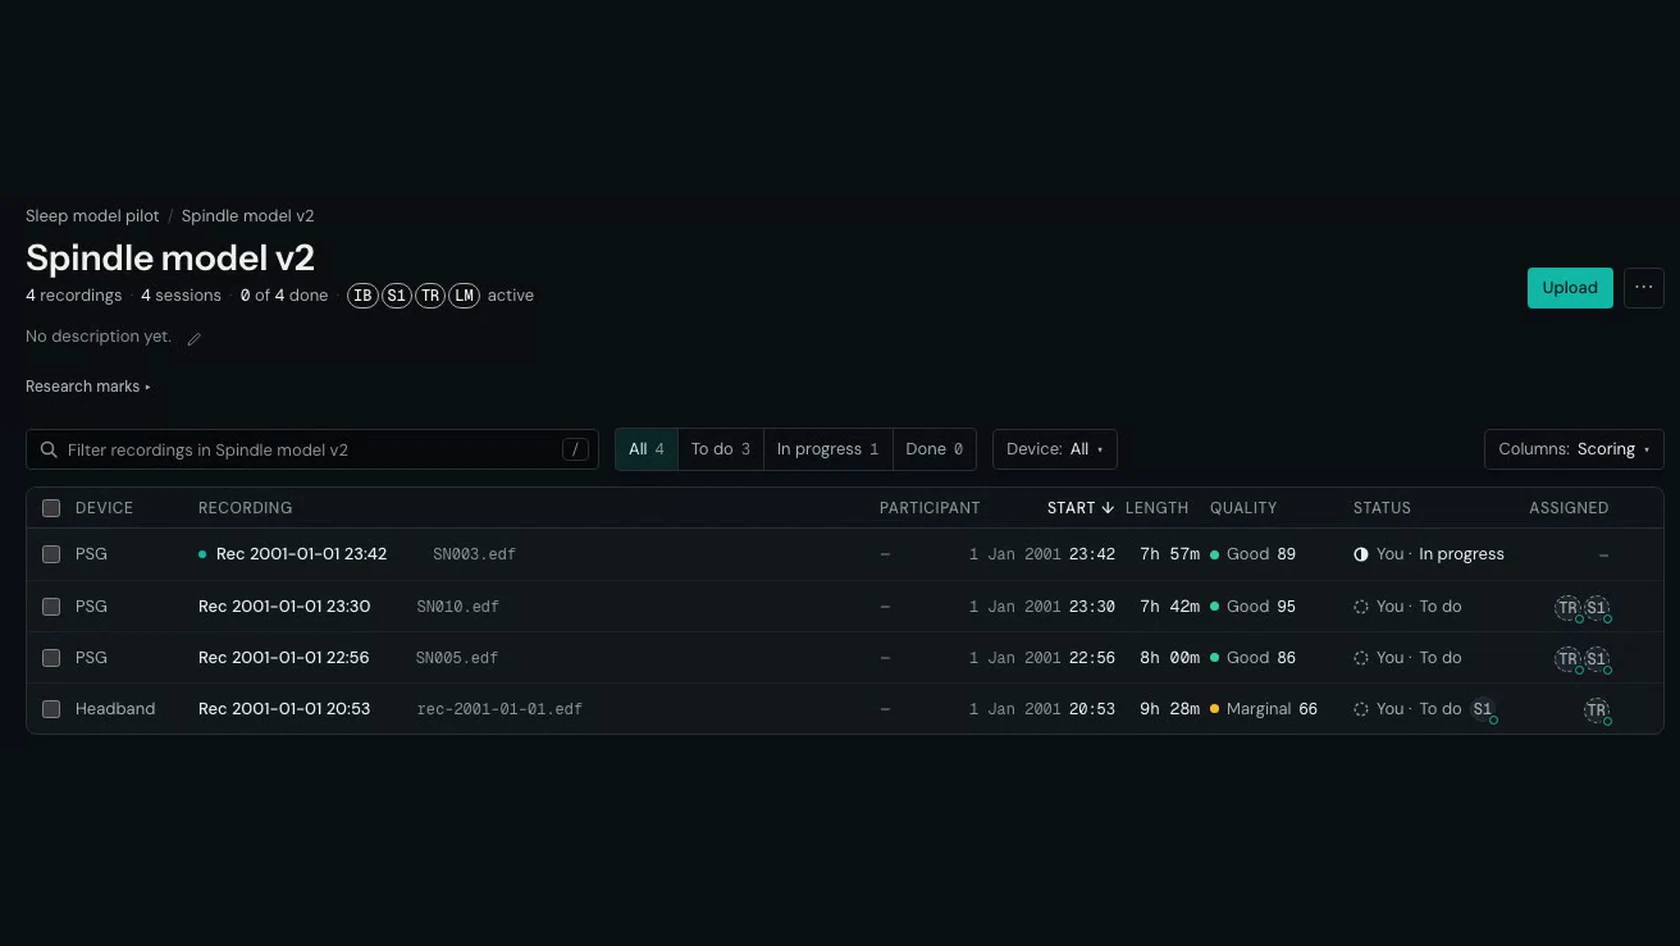 Sleep model pilot / Spindle model v2
Spindle model v2
4 recordings · 4 sessions · 0 of 4 done · IB S1 TR LM active
Upload ···
No description yet.
Research marks ▸
Filter recordings in Spindle model v2 /
All 4 To do 3 In progress 1 Done 0
Device: All
Columns: Scoring
DEVICE RECORDING PARTICIPANT START ↓ LENGTH QUALITY STATUS ASSIGNED
PSG Rec 2001-01-01 23:42 SN003.edf – 1 Jan 2001 23:42 7h 57m Good 89 You · In progress –
PSG Rec 2001-01-01 23:30 SN010.edf – 1 Jan 2001 23:30 7h 42m Good 95 You · To do TR S1
PSG Rec 2001-01-01 22:56 SN005.edf – 1 Jan 2001 22:56 8h 00m Good 86 You · To do TR S1
Headband Rec 2001-01-01 20:53 rec-2001-01-01.edf – 1 Jan 2001 20:53 9h 28m Marginal 66 You · To do S1 TR